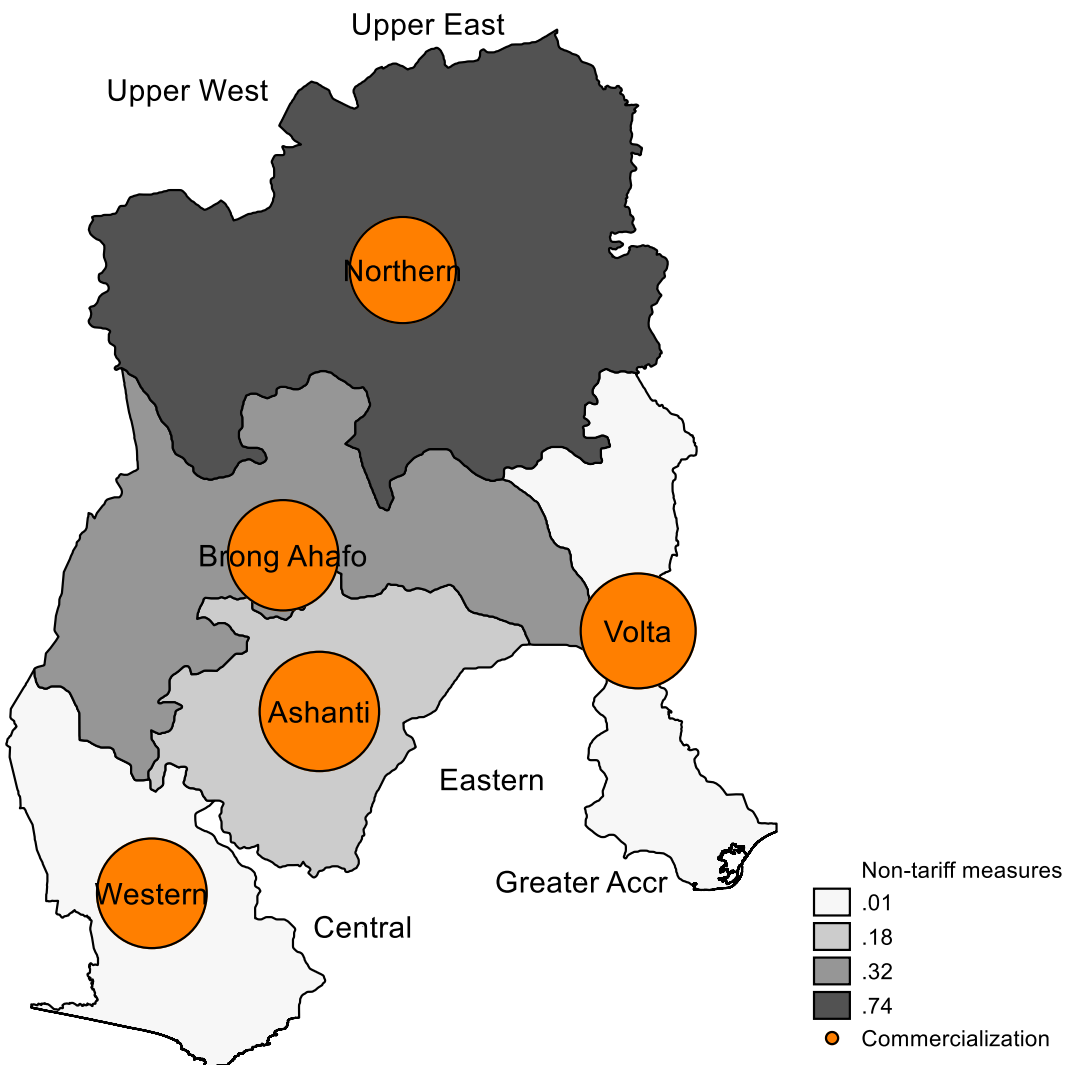 Upper East
Upper West
Northern
Brong Ahafo
Volta
Ashanti
Eastern
Greater Accr
Western
Central
Non-tariff measures
.01
.18
.32
.74
Commercialization